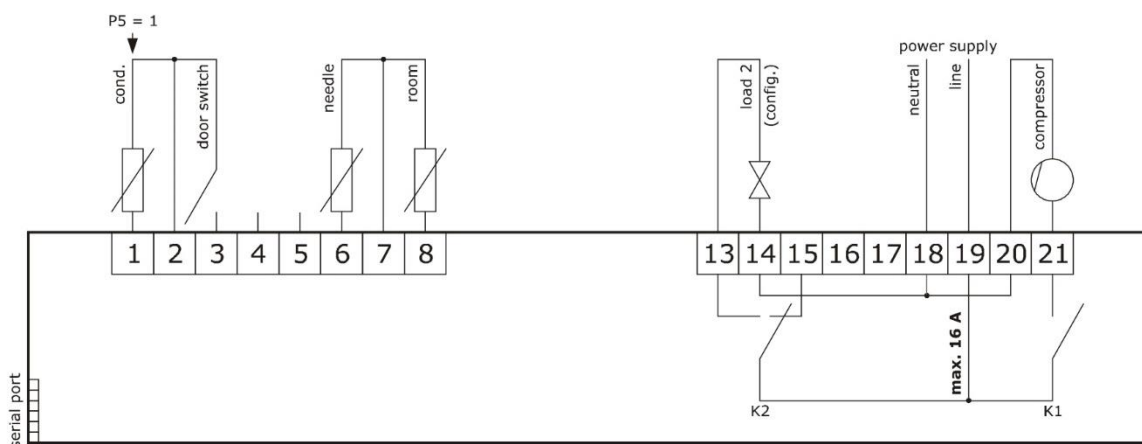 P5 = 1
cond.
door switch
needle
room
load 2
(config.)
power supply
neutral
line
compressor
1 2 3 4 5 6 7 8
13 14 15 16 17 18 19 20 21
max. 16 A
K2
K1
serial port